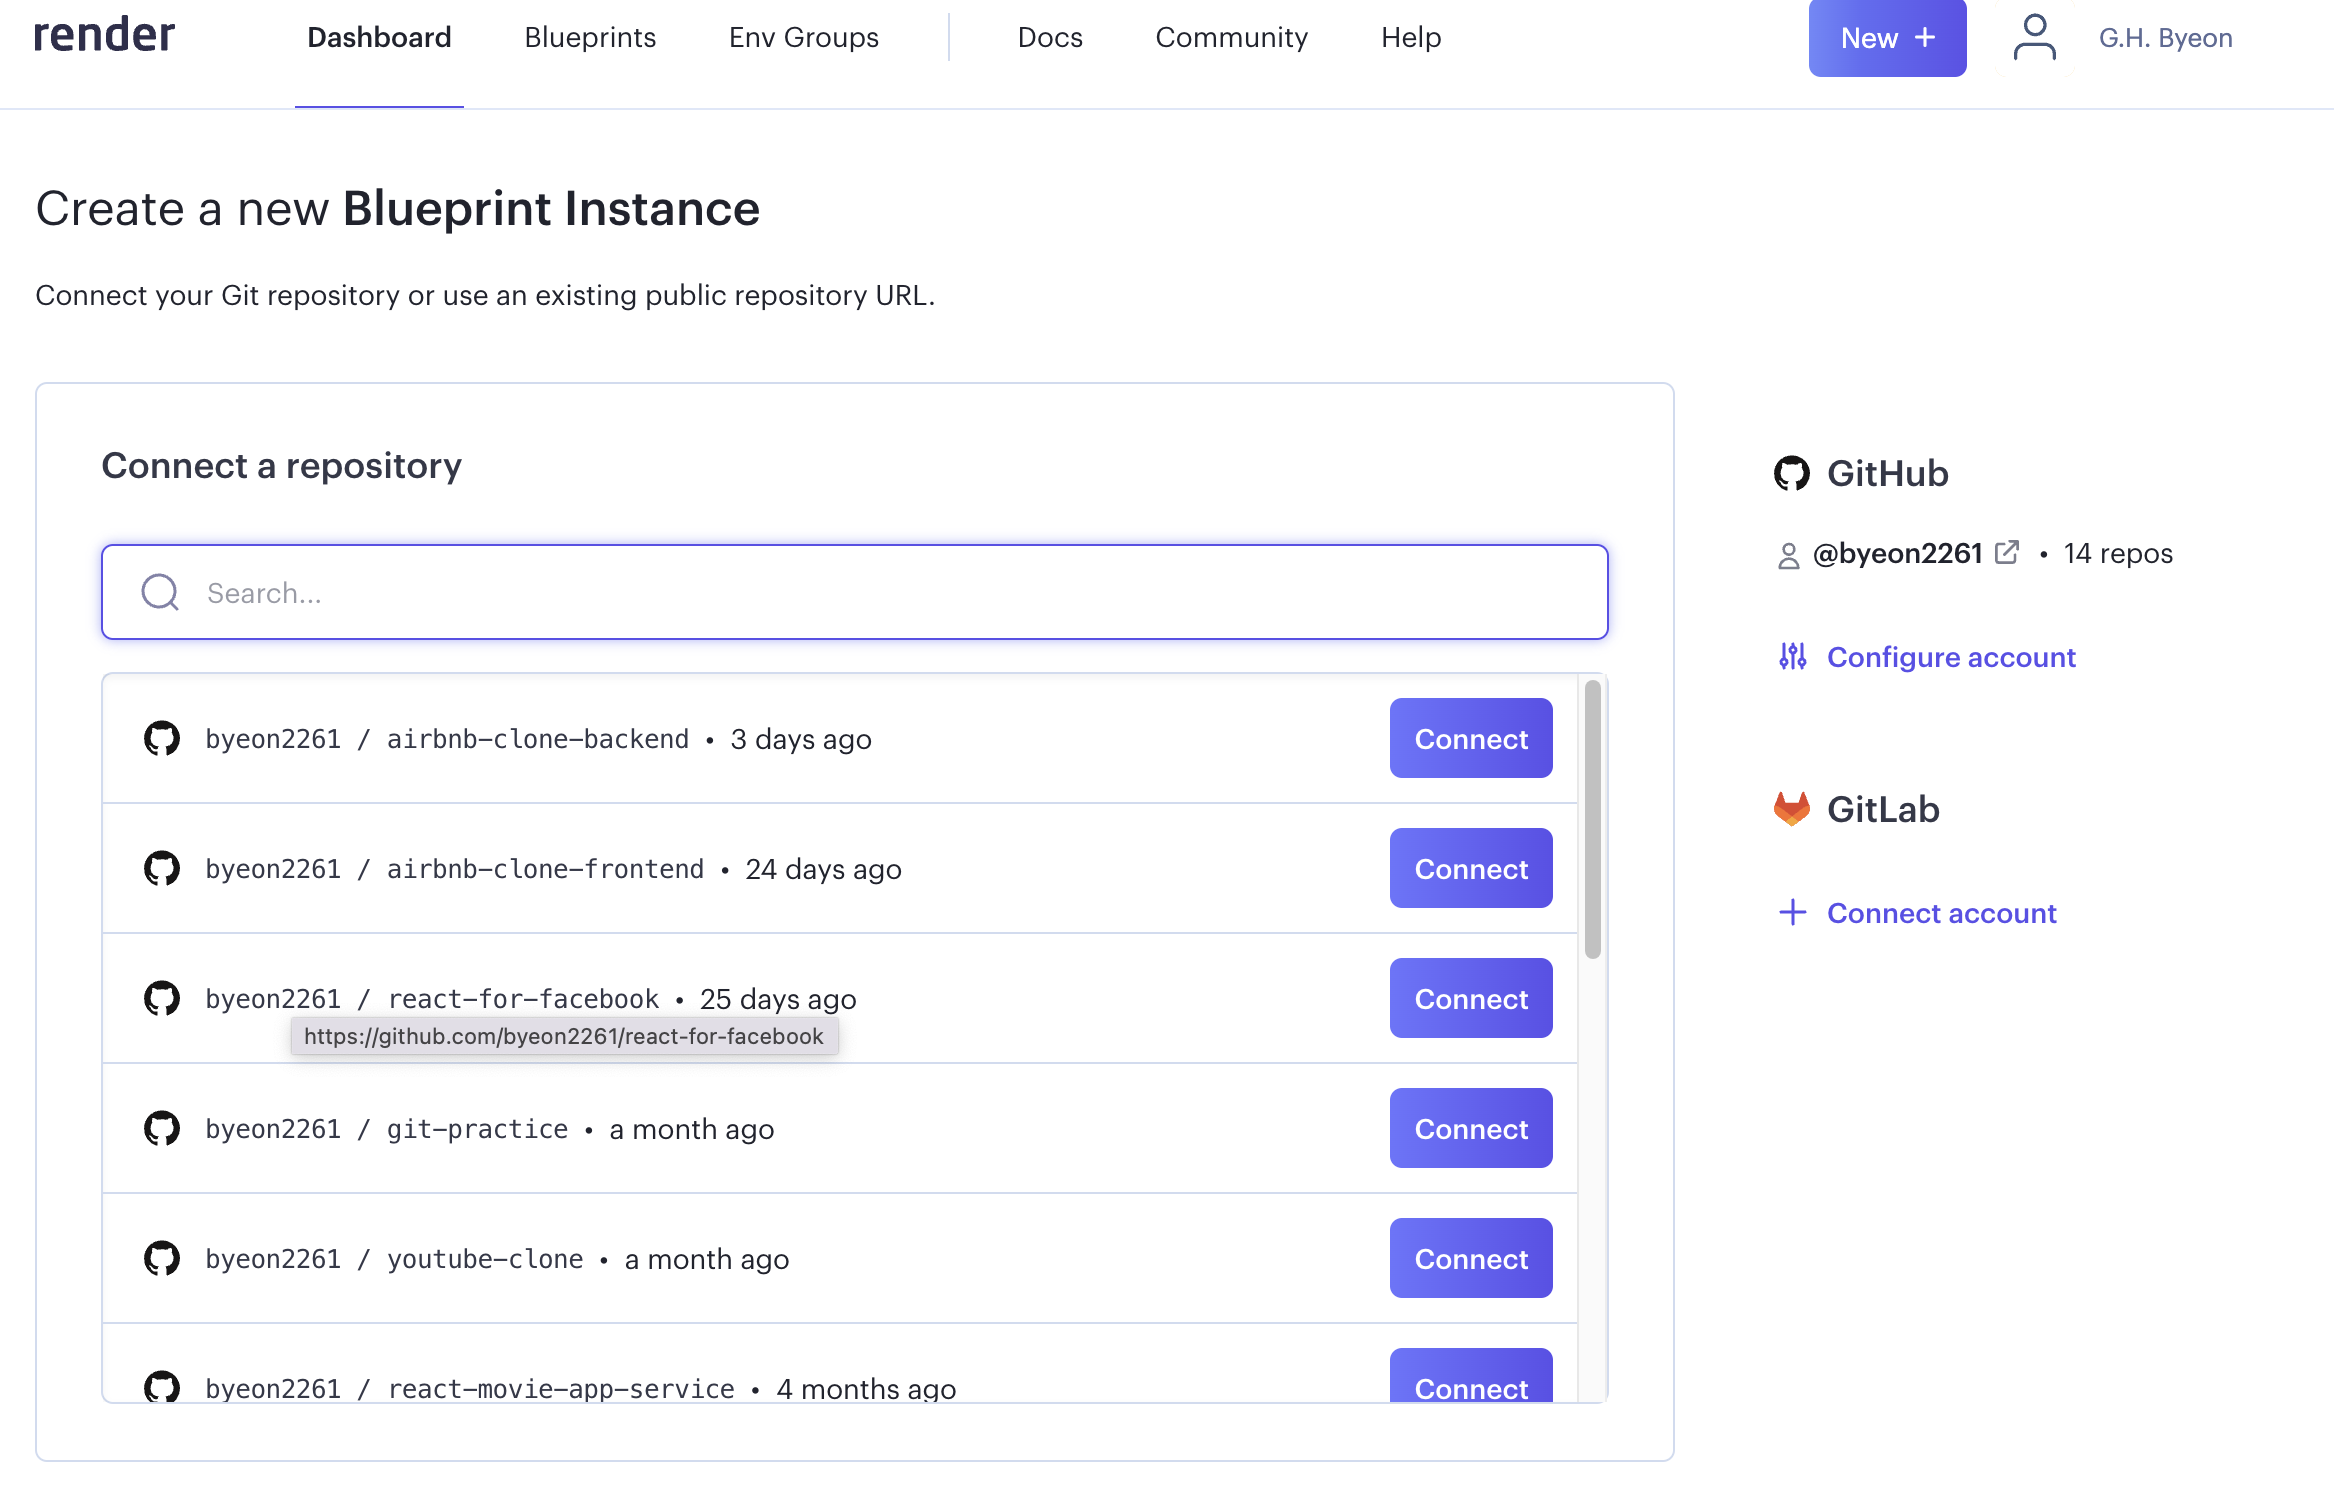 render Dashboard Blueprints Env Groups Docs Community Help New + G.H. Byeon
Create a new Blueprint Instance
Connect your Git repository or use an existing public repository URL.
Connect a repository
Search...
byeon2261 / airbnb-clone-backend • 3 days ago Connect
byeon2261 / airbnb-clone-frontend • 24 days ago Connect
byeon2261 / react-for-facebook • 25 days ago Connect
https://github.com/byeon2261/react-for-facebook
byeon2261 / git-practice • a month ago Connect
byeon2261 / youtube-clone • a month ago Connect
byeon2261 / react-movie-app-service • 4 months ago Connect
GitHub
@byeon2261 • 14 repos
Configure account
GitLab
+ Connect account